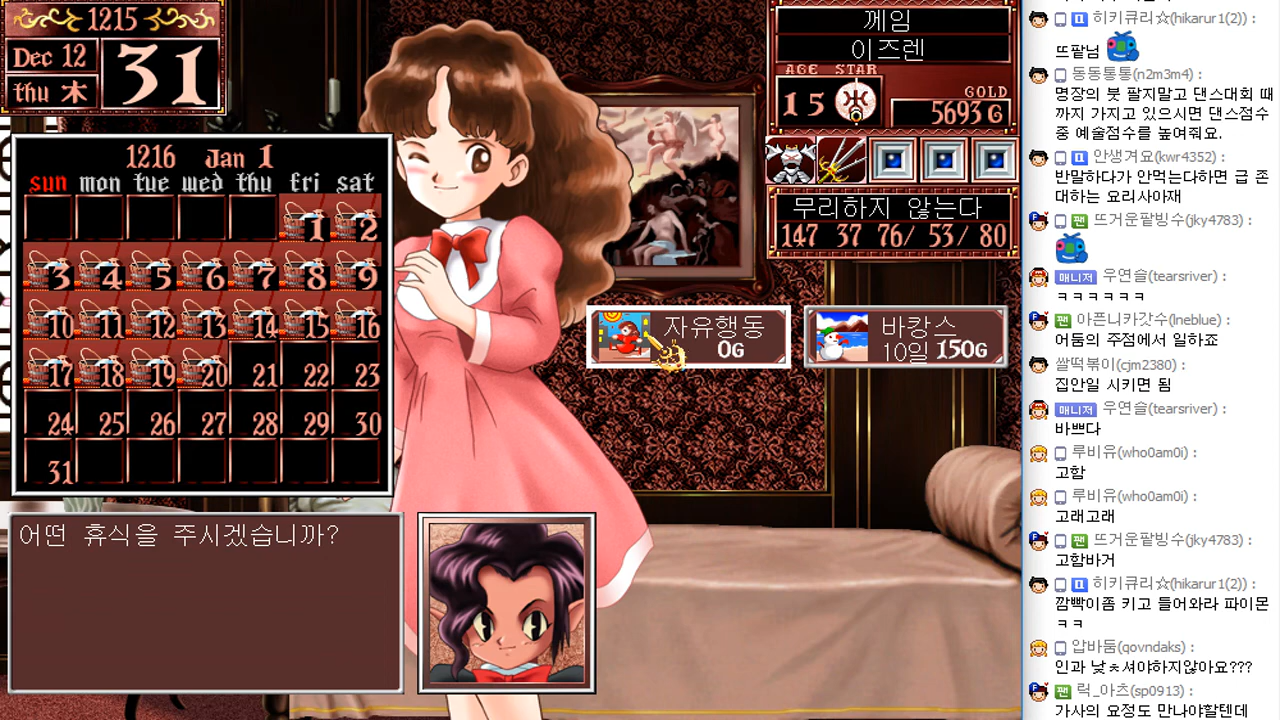 1215
Dec 12
31
thu 木
1216 Jan 1
sun mon tue wed thu fri sat
1 2
3 4 5 6 7 8 9
10 11 12 13 14 15 16
17 18 19 20 21 22 23
24 25 26 27 28 29 30
31
어떤 휴식을 주시겠습니까?
께임
이즈렌
AGE STAR
15
GOLD
5693 G
무리하지 않는다
147 37 76/ 53/ 80
자유행동
0G
바캉스
10일 150G
히키큐리☆(hikarur1(2)) :
뜨팥님
동동통통(n2m3m4) :
명장의 붓 팔지말고 댄스대회 때
까지 가지고 있으시면 댄스점수
중 예술점수를 높여줘요.
안생겨요(kwr4352) :
반말하다가 안먹는다하면 급 존
대하는 요리사아재
팬 뜨거운팥빙수(jky4783) :
매니저 우연슬(tearsriver) :
ㅋㅋㅋㅋㅋㅋ
팬 아픈니카갓수(lneblue) :
어둠의 주점에서 일하죠
쌀떡볶이(cjm2380) :
집안일 시키면 됨
매니저 우연슬(tearsriver) :
바쁘다
루비유(who0am0i) :
고함
루비유(who0am0i) :
고래고래
팬 뜨거운팥빙수(jky4783) :
고함바거
히키큐리☆(hikarur1(2)) :
깜빡이좀 키고 들어와라 파이몬
ㅋㅋ
압바둠(qovndaks) :
인과 낮ㅊ셔야하지않아요???
팬 럭_아츠(sp0913) :
가사의 요정도 만나야할텐데